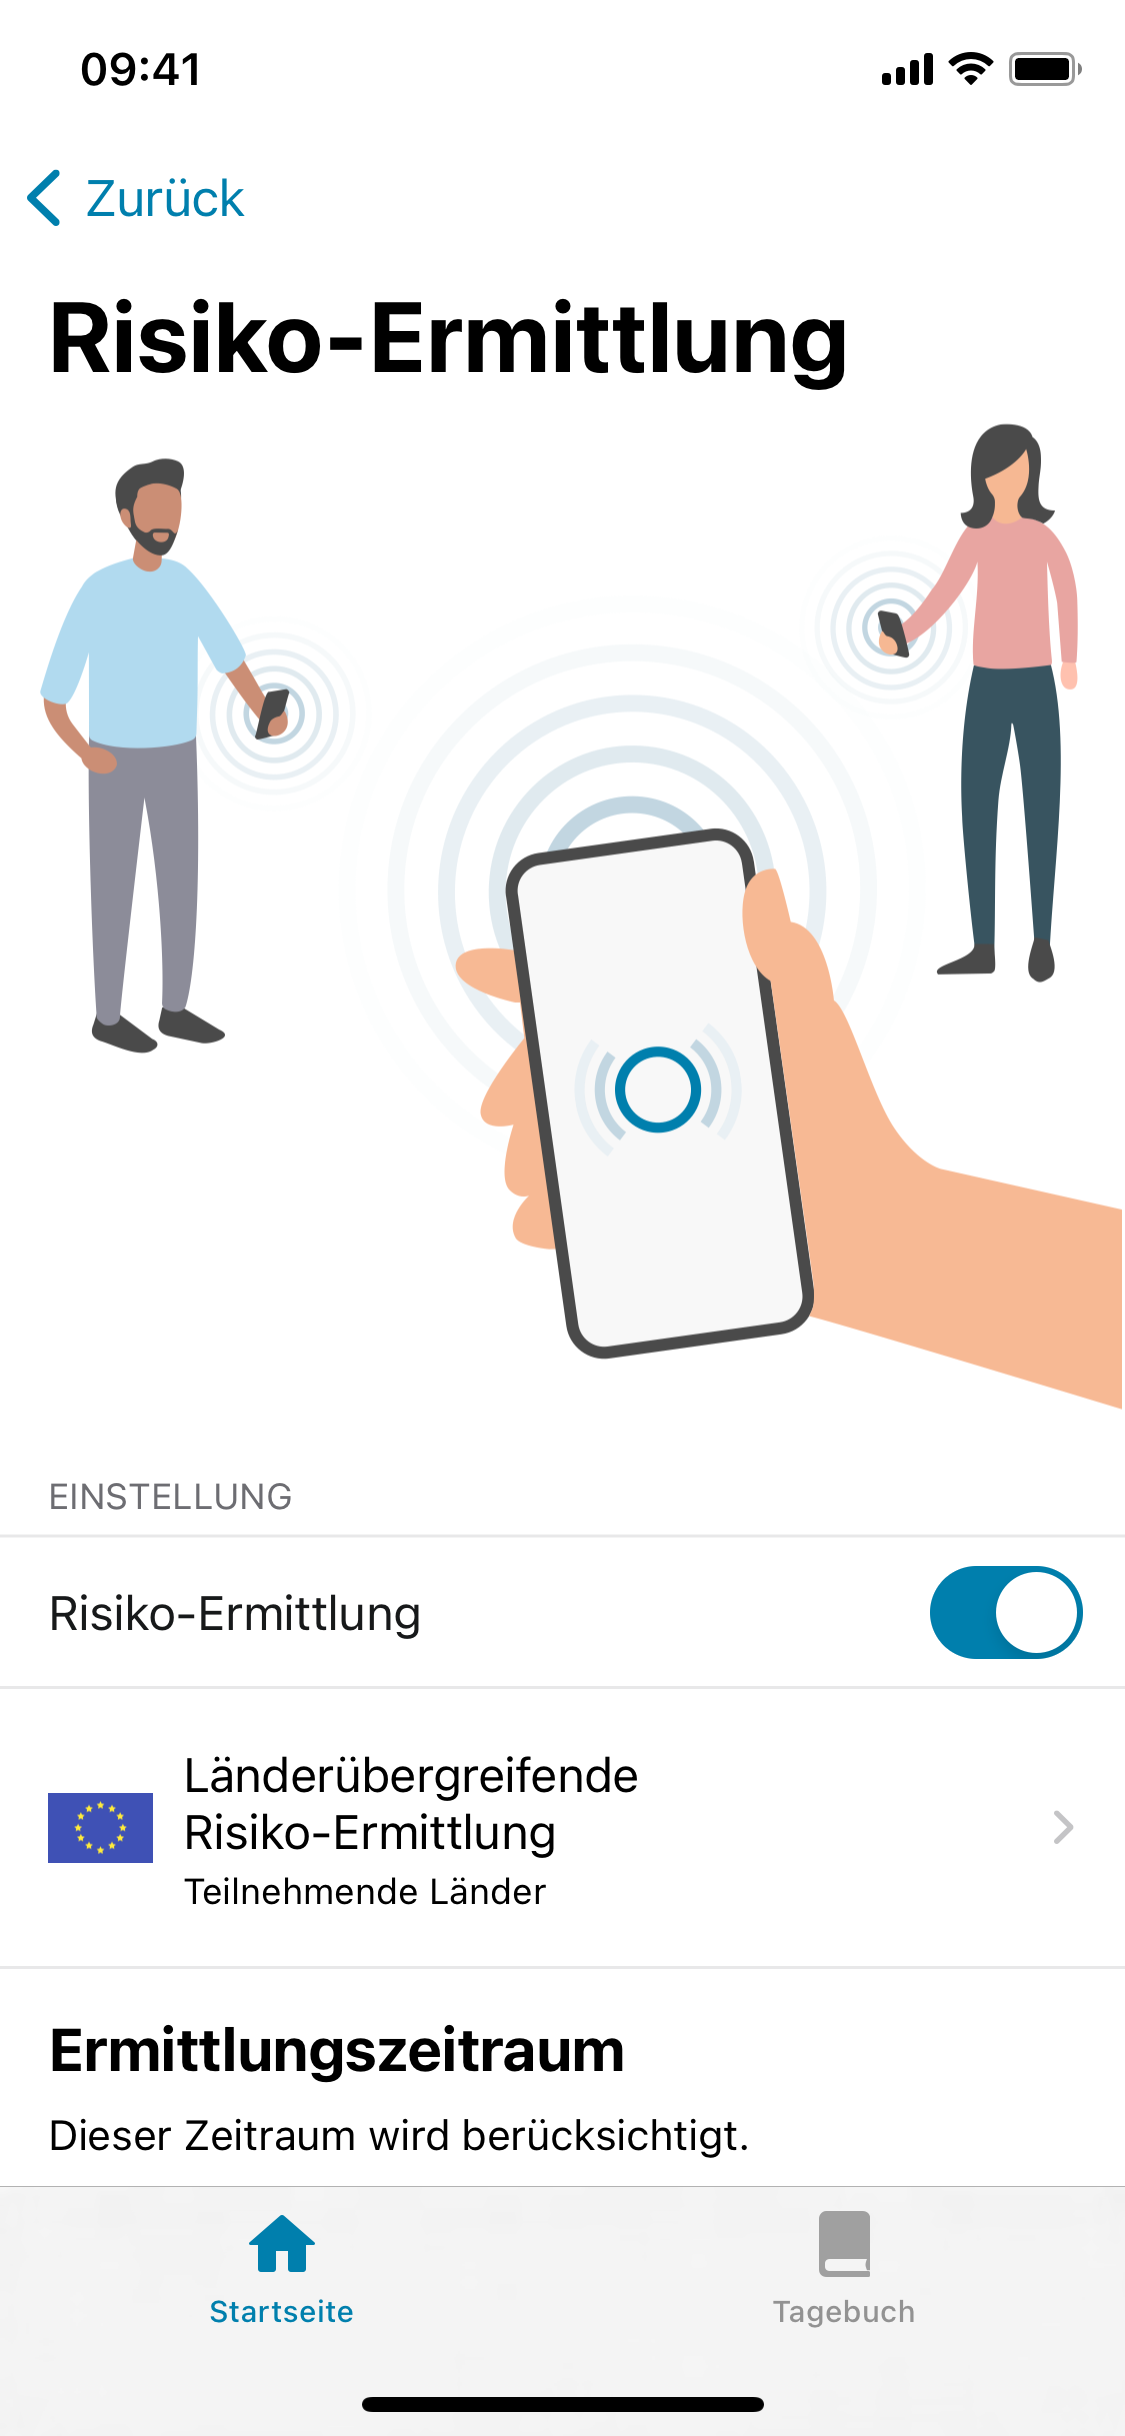 09:41
Zurück
Risiko-Ermittlung
EINSTELLUNG
Risiko-Ermittlung
Länderübergreifende
Risiko-Ermittlung
Teilnehmende Länder
Ermittlungszeitraum
Dieser Zeitraum wird berücksichtigt.
Startseite
Tagebuch